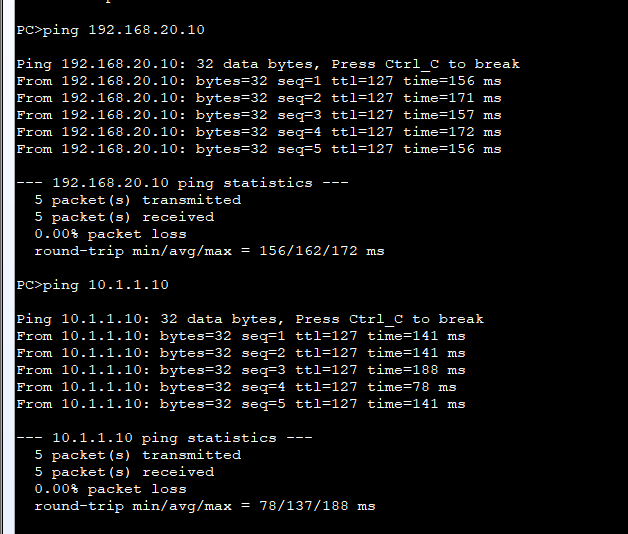 PC>ping 192.168.20.10
Ping 192.168.20.10: 32 data bytes, Press Ctrl_C to break
From 192.168.20.10: bytes=32 seq=1 ttl=127 time=156 ms
From 192.168.20.10: bytes=32 seq=2 ttl=127 time=171 ms
From 192.168.20.10: bytes=32 seq=3 ttl=127 time=157 ms
From 192.168.20.10: bytes=32 seq=4 ttl=127 time=172 ms
From 192.168.20.10: bytes=32 seq=5 ttl=127 time=156 ms
--- 192.168.20.10 ping statistics ---
5 packet(s) transmitted
5 packet(s) received
0.00% packet loss
round-trip min/avg/max = 156/162/172 ms
PC>ping 10.1.1.10
Ping 10.1.1.10: 32 data bytes, Press Ctrl_C to break
From 10.1.1.10: bytes=32 seq=1 ttl=127 time=141 ms
From 10.1.1.10: bytes=32 seq=2 ttl=127 time=141 ms
From 10.1.1.10: bytes=32 seq=3 ttl=127 time=188 ms
From 10.1.1.10: bytes=32 seq=4 ttl=127 time=78 ms
From 10.1.1.10: bytes=32 seq=5 ttl=127 time=141 ms
--- 10.1.1.10 ping statistics ---
5 packet(s) transmitted
5 packet(s) received
0.00% packet loss
round-trip min/avg/max = 78/137/188 ms